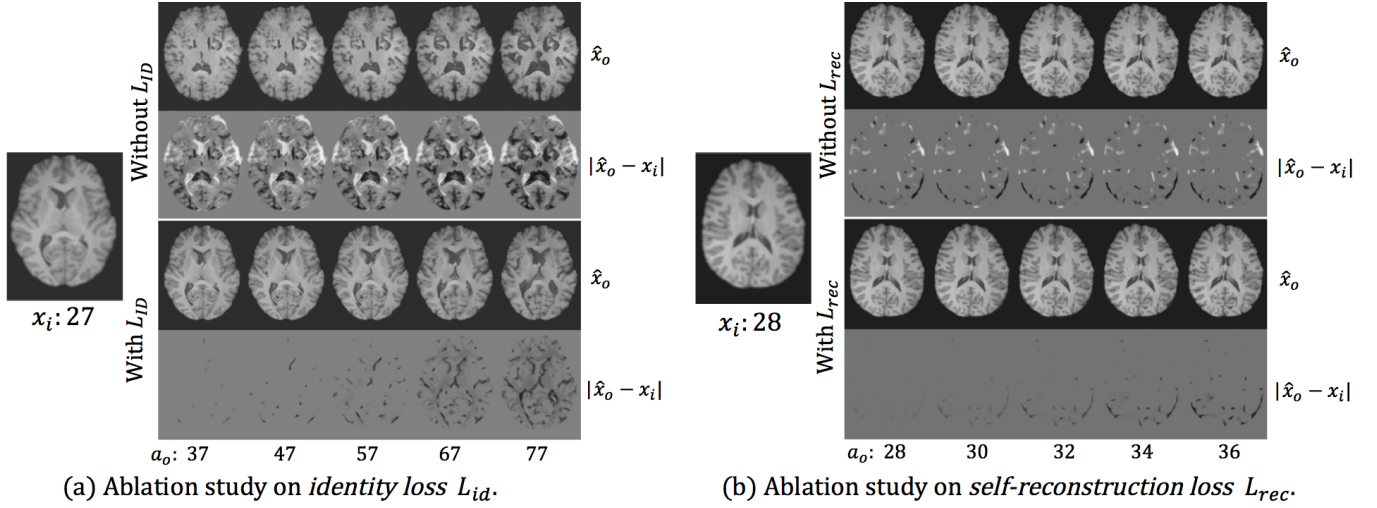 Without L_ID
x̂_o
|x̂_o − x_i|
With L_ID
x̂_o
|x̂_o − x_i|
x_i: 27
a_o: 37 47 57 67 77
(a) Ablation study on identity loss L_id.
Without L_rec
x̂_o
|x̂_o − x_i|
With L_rec
x̂_o
|x̂_o − x_i|
x_i: 28
a_o: 28 30 32 34 36
(b) Ablation study on self-reconstruction loss L_rec.